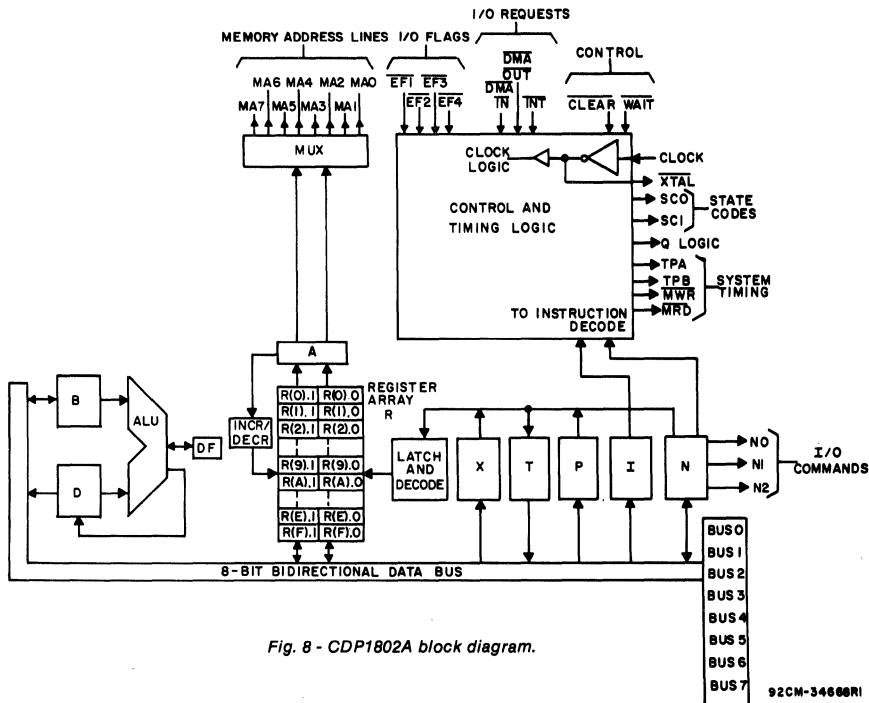 I/O REQUESTS
MEMORY ADDRESS LINES I/O FLAGS
CONTROL
DMA
OUT
MA6 MA4 MA2 MA0
EF1 EF3
DMA
MA7 MA5 MA3 MA1
EF2 EF4
IN INT
CLEAR WAIT
MUX
CLOCK
LOGIC
CLOCK
XTAL
CONTROL AND
TIMING LOGIC
SC0
SC1
STATE
CODES
Q LOGIC
TPA
TPB
MWR
MRD
SYSTEM
TIMING
TO INSTRUCTION
DECODE
A
REGISTER
ARRAY
R
R(0).1 R(0).0
R(1).1 R(1).0
R(2).1 R(2).0
R(9).1 R(9).0
R(A).1 R(A).0
R(E).1 R(E).0
R(F).1 R(F).0
B
ALU
DF
INCR/
DECR
D
LATCH
AND
DECODE
X
T
P
I
N
N0
N1
N2
I/O
COMMANDS
8-BIT BIDIRECTIONAL DATA BUS
BUS 0
BUS 1
BUS 2
BUS 3
BUS 4
BUS 5
BUS 6
BUS 7
Fig. 8 - CDP1802A block diagram.
92CM-34668R1